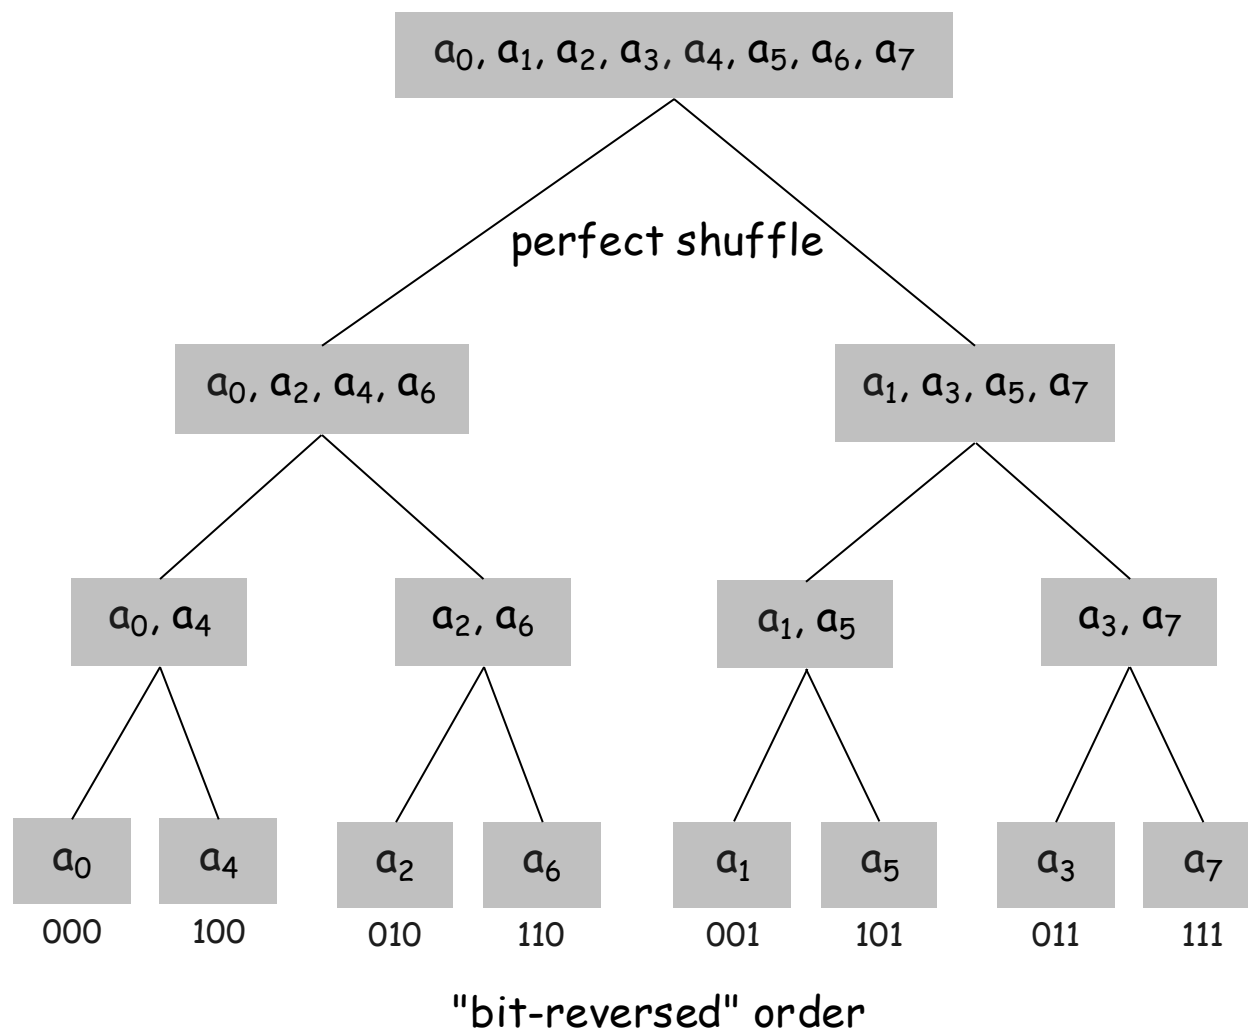 a₀, a₁, a₂, a₃, a₄, a₅, a₆, a₇
perfect shuffle
a₀, a₂, a₄, a₆
a₁, a₃, a₅, a₇
a₀, a₄
a₂, a₆
a₁, a₅
a₃, a₇
a₀
a₄
a₂
a₆
a₁
a₅
a₃
a₇
000
100
010
110
001
101
011
111
"bit-reversed" order